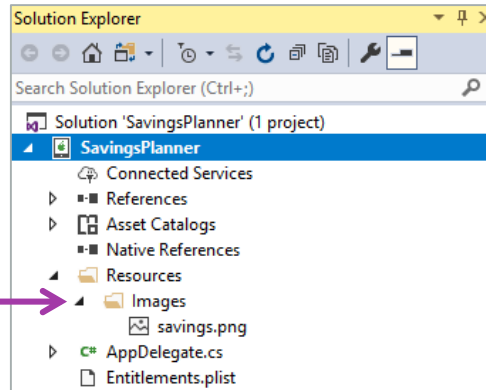 Solution Explorer
Search Solution Explorer (Ctrl+;)
Solution 'SavingsPlanner' (1 project)
SavingsPlanner
Connected Services
References
Asset Catalogs
Native References
Resources
Images
savings.png
C# AppDelegate.cs
Entitlements.plist